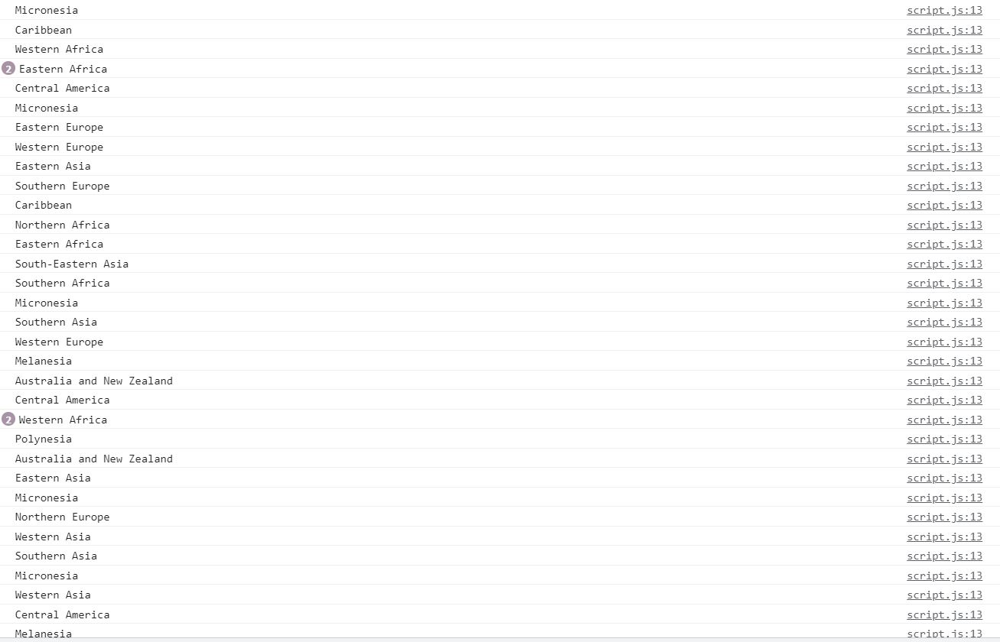 Micronesia script.js:13
Caribbean script.js:13
Western Africa script.js:13
2 Eastern Africa script.js:13
Central America script.js:13
Micronesia script.js:13
Eastern Europe script.js:13
Western Europe script.js:13
Eastern Asia script.js:13
Southern Europe script.js:13
Caribbean script.js:13
Northern Africa script.js:13
Eastern Africa script.js:13
South-Eastern Asia script.js:13
Southern Africa script.js:13
Micronesia script.js:13
Southern Asia script.js:13
Western Europe script.js:13
Melanesia script.js:13
Australia and New Zealand script.js:13
Central America script.js:13
2 Western Africa script.js:13
Polynesia script.js:13
Australia and New Zealand script.js:13
Eastern Asia script.js:13
Micronesia script.js:13
Northern Europe script.js:13
Western Asia script.js:13
Southern Asia script.js:13
Micronesia script.js:13
Western Asia script.js:13
Central America script.js:13
Melanesia script.js:13